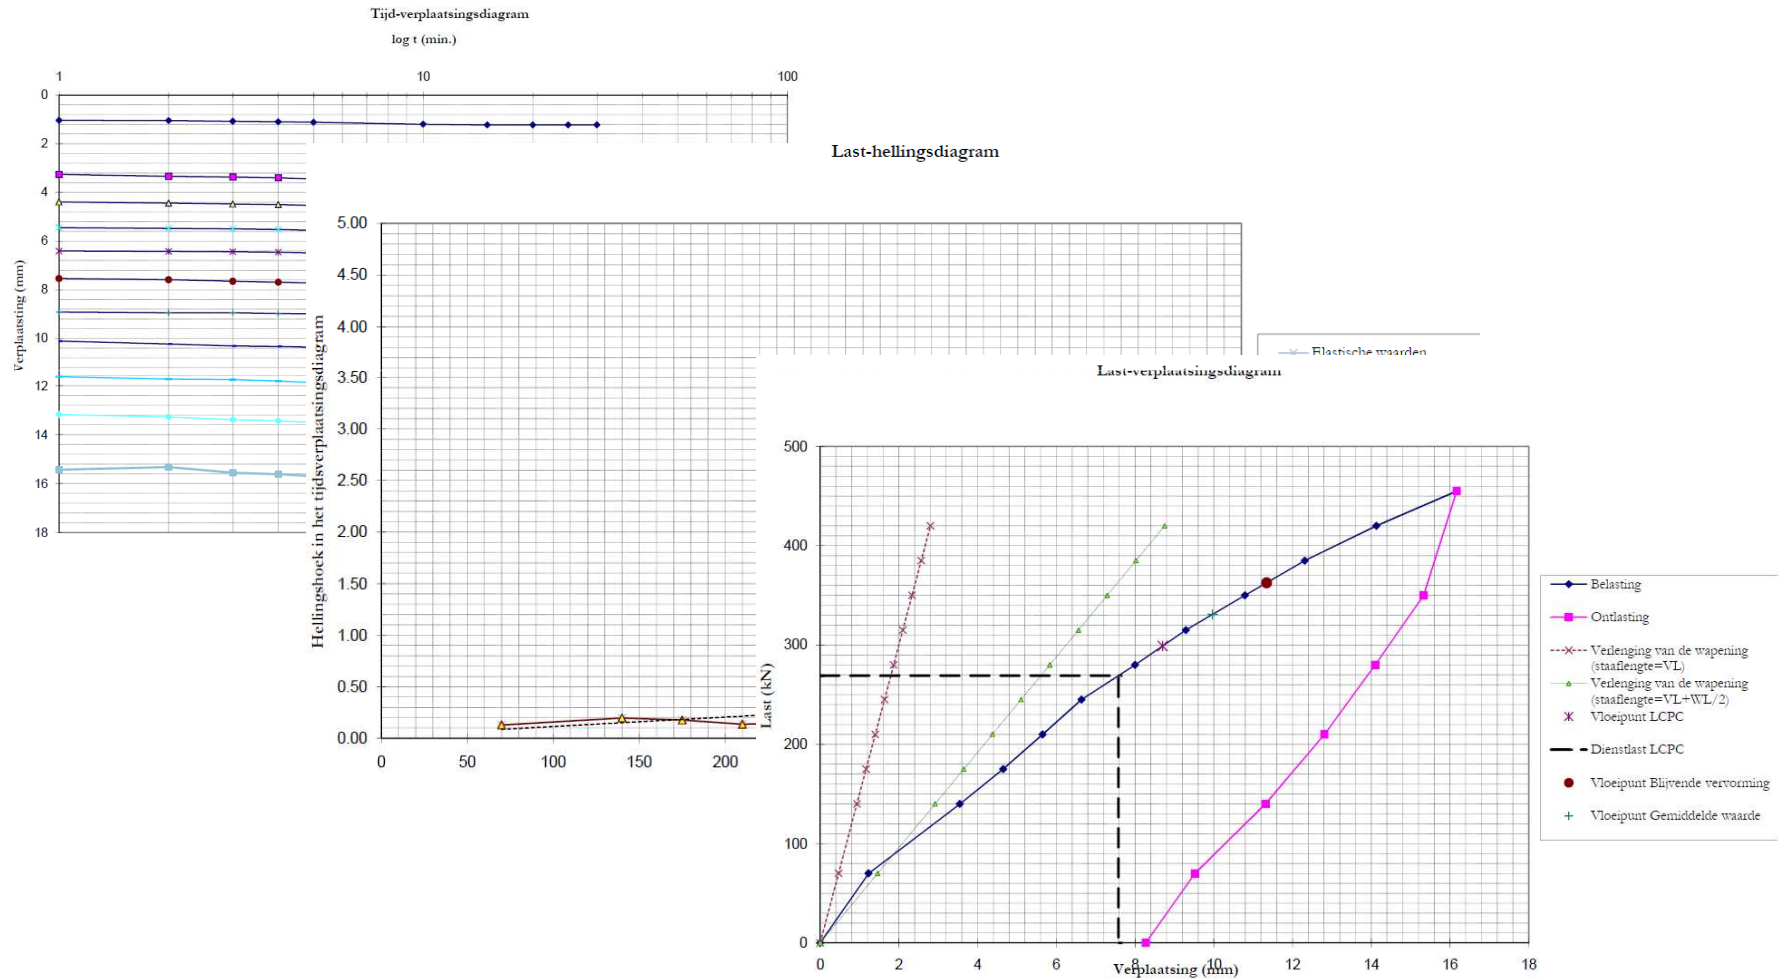 Tijd-verplaatsingsdiagram
log t (min.)
1
10
100
0
2
4
6
8
10
12
14
16
18
Verplaatsting (mm)
Last-hellingsdiagram
5.00
4.50
4.00
3.50
3.00
2.50
2.00
1.50
1.00
0.50
0.00
Hellingshoek in het tijdsverplaatsingsdiagram
0
50
100
150
200
Elastische waarden
Last-verplaatsingsdiagram
500
400
300
200
100
0
Last (kN)
0
2
4
6
8
10
12
14
16
18
Verplaatsing (mm)
Belasting
Ontlasting
Verlenging van de wapening
(staaflengte=VL)
Verlenging van de wapening
(staaflengte=VL+WL/2)
Vloeipunt LCPC
Dienstlast LCPC
Vloeipunt Blijvende vervorming
Vloeipunt Gemiddelde waarde